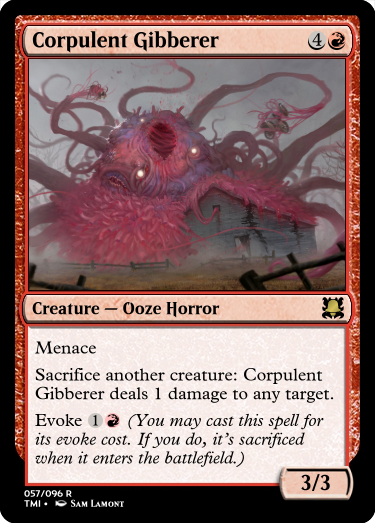 Corpulent Gibberer 4
Creature — Ooze Horror
Menace
Sacrifice another creature: Corpulent
Gibberer deals 1 damage to any target.
Evoke 1 (You may cast this spell for
its evoke cost. If you do, it's sacrificed
when it enters the battlefield.)
3/3
057/096 R
TMI • Sam Lamont